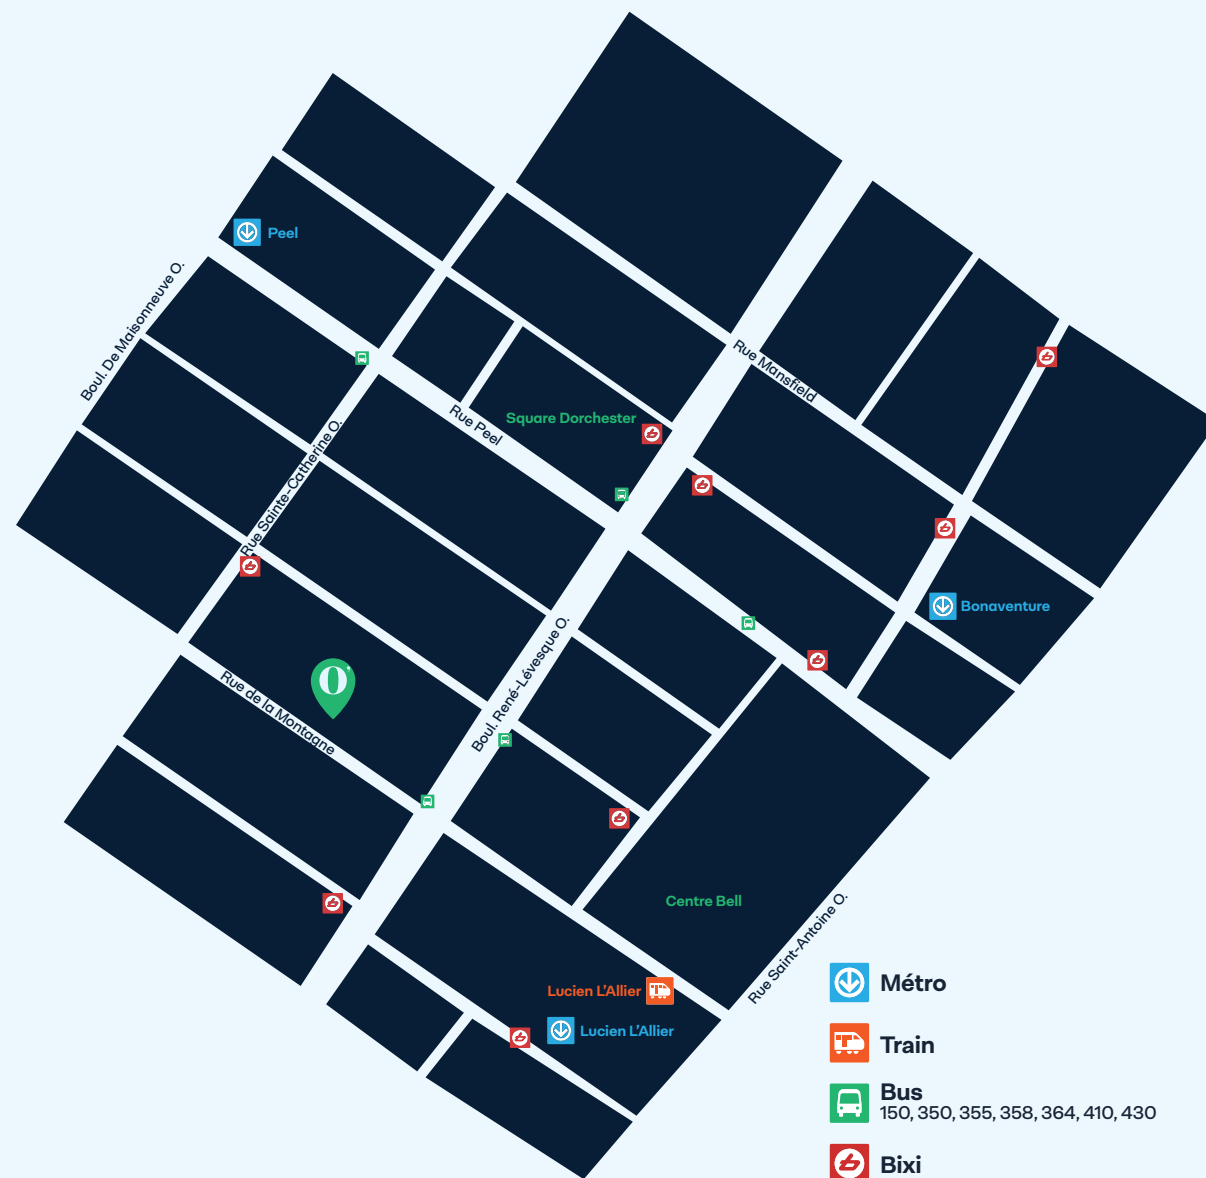 Peel
Boul. De Maisonneuve O.
Rue Mansfield
Square Dorchester
Rue Peel
Rue Sainte-Catherine O.
Bonaventure
Boul. René-Lévesque O.
Rue de la Montagne
Centre Bell
Rue Saint-Antoine O.
Lucien L'Allier
Lucien L'Allier
Métro
Train
Bus
150, 350, 355, 358, 364, 410, 430
Bixi